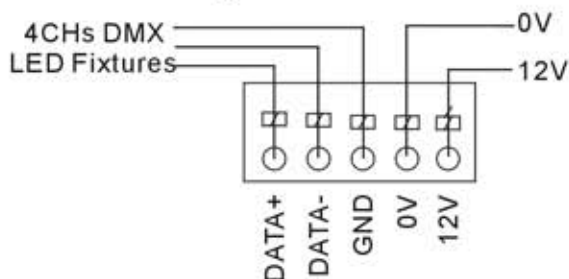 4CHs DMX
LED Fixtures
0V
12V
DATA+
DATA-
GND
0V
12V